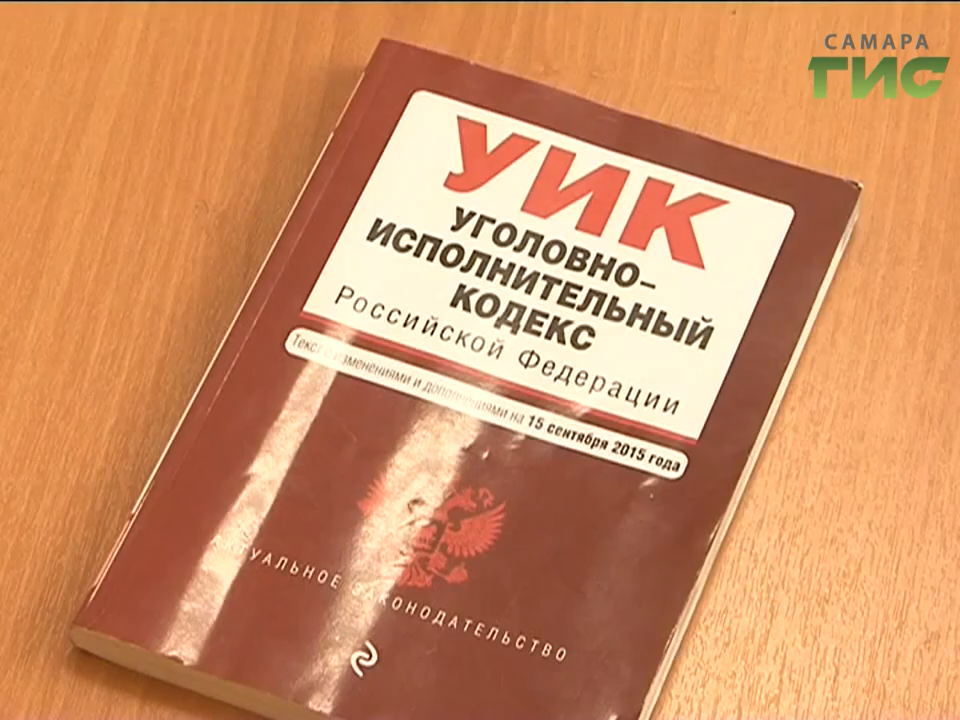 САМАРА
ГИС
УИК
УГОЛОВНО-
ИСПОЛНИТЕЛЬНЫЙ
КОДЕКС
Российской Федерации
Текст с изменениями и дополнениями на 15 сентября 2015 года
АКТУАЛЬНОЕ ЗАКОНОДАТЕЛЬСТВО